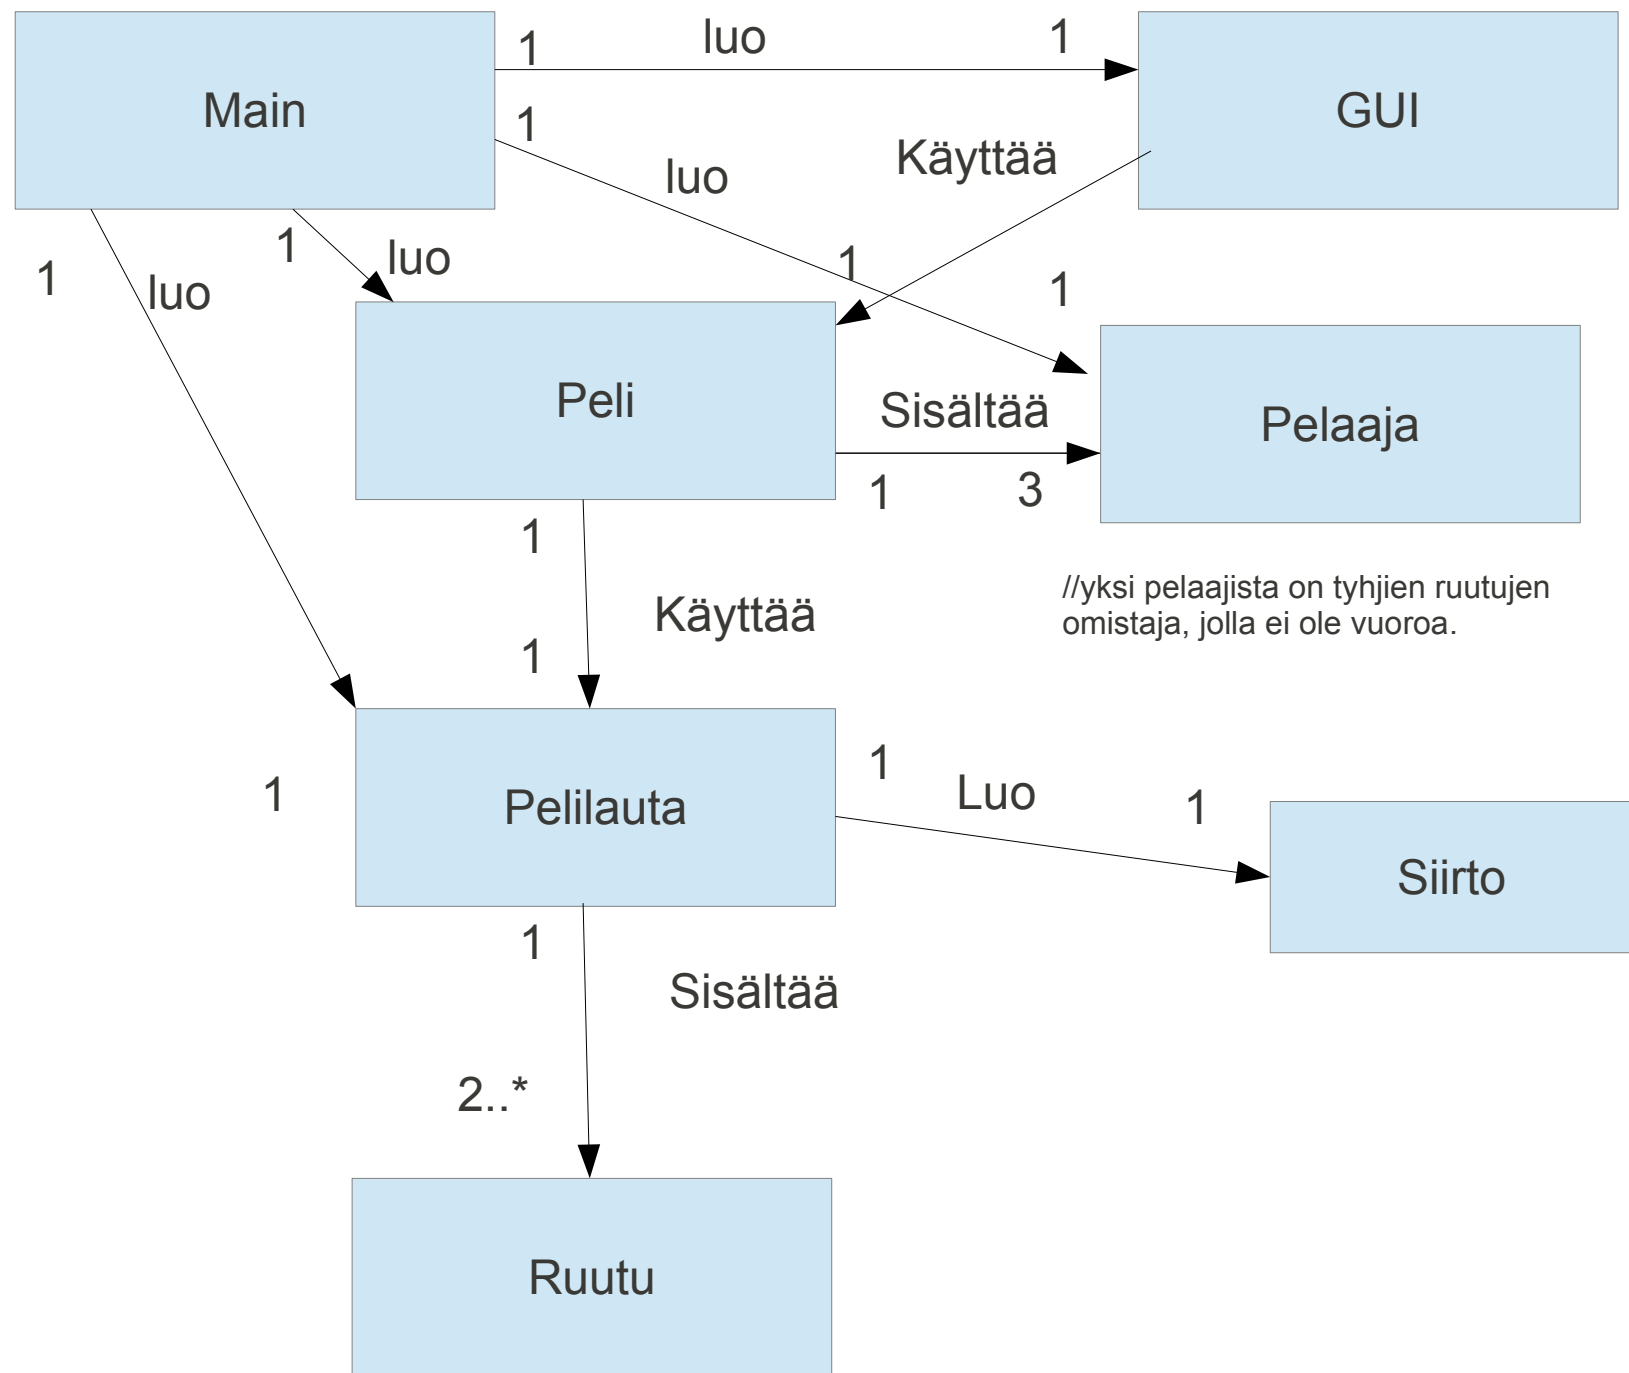 1 luo 1
Main
GUI
1
Käyttää
luo
1
luo
1
1
1
luo
Peli
Sisältää
Pelaaja
1
3
1
//yksi pelaajista on tyhjien ruutujen
omistaja, jolla ei ole vuoroa.
Käyttää
1
1
Luo
1
1
Pelilauta
Siirto
1
Sisältää
2..*
Ruutu